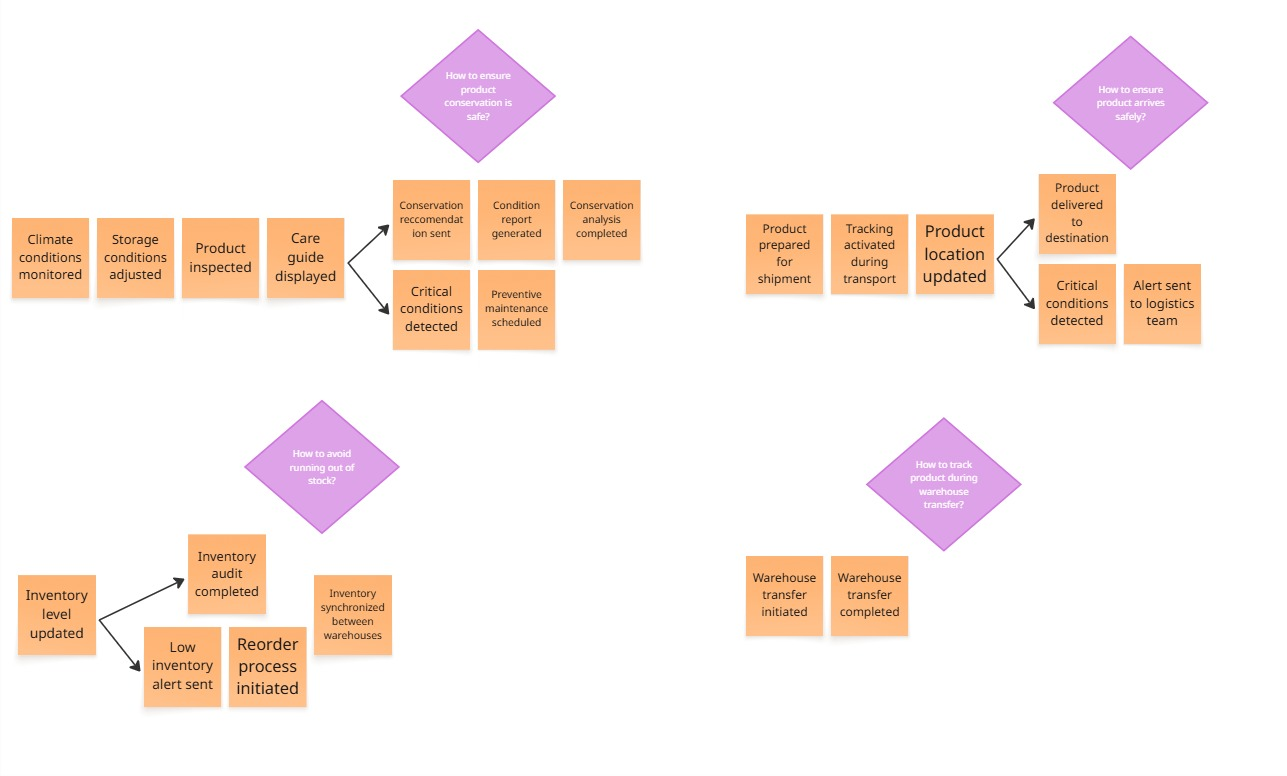 How to ensure
product
conservation is
safe?
Climate
conditions
monitored
Storage
conditions
adjusted
Product
inspected
Care
guide
displayed
Conservation
reccomendat
ion sent
Condition
report
generated
Conservation
analysis
completed
Critical
conditions
detected
Preventive
maintenance
scheduled
How to ensure
product arrives
safely?
Product
prepared
for
shipment
Tracking
activated
during
transport
Product
location
updated
Product
delivered
to
destination
Critical
conditions
detected
Alert sent
to logistics
team
How to avoid
running out of
stock?
Inventory
level
updated
Inventory
audit
completed
Low
inventory
alert sent
Reorder
process
initiated
Inventory
synchronized
between
warehouses
How to track
product during
warehouse
transfer?
Warehouse
transfer
initiated
Warehouse
transfer
completed